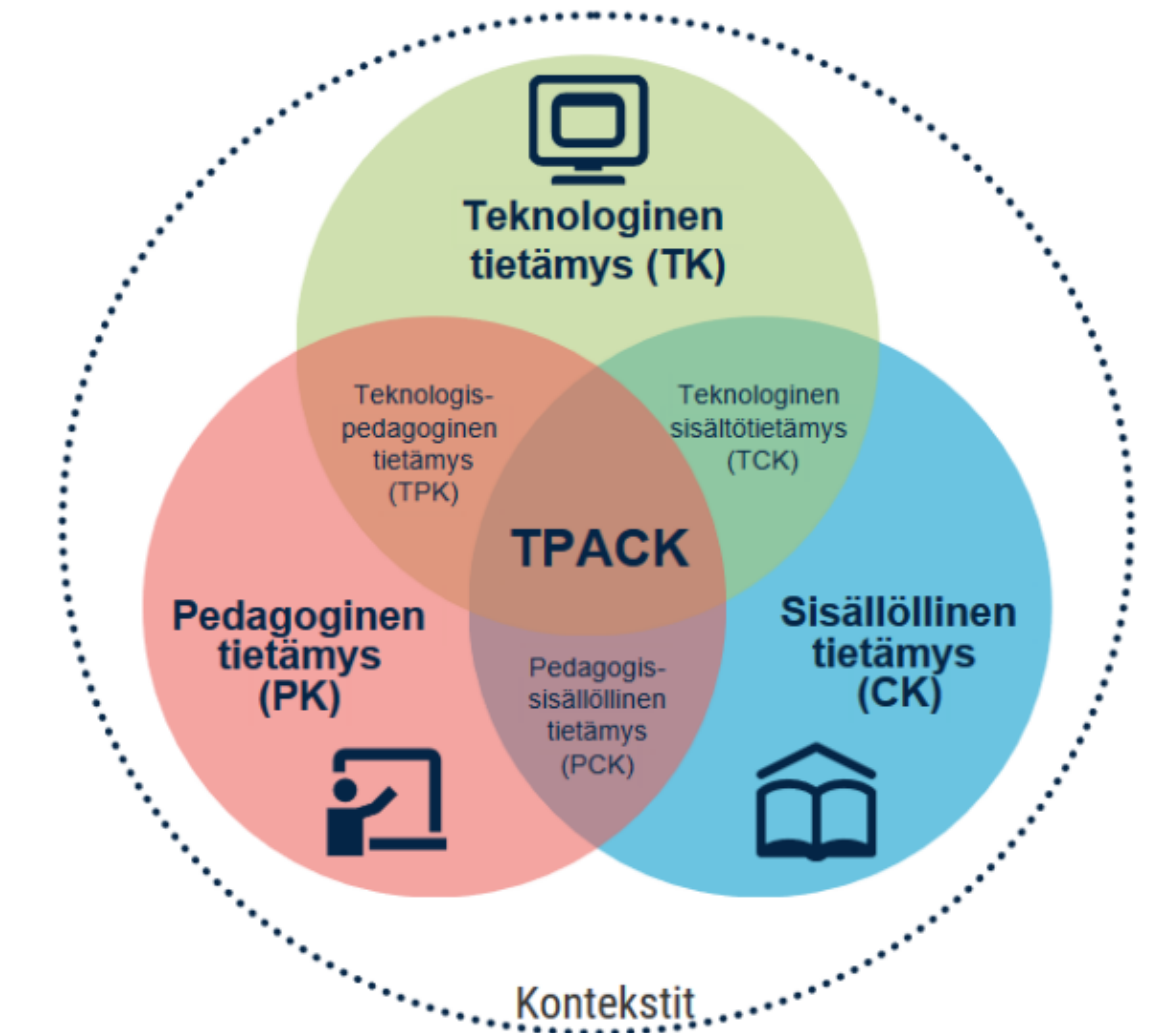 Teknologinen
tietämys (TK)
Teknologis-
pedagoginen
tietämys
(TPK)
Teknologinen
sisältötietämys
(TCK)
TPACK
Pedagoginen
tietämys
(PK)
Sisällöllinen
tietämys
(CK)
Pedagogis-
sisällöllinen
tietämys
(PCK)
Kontekstit